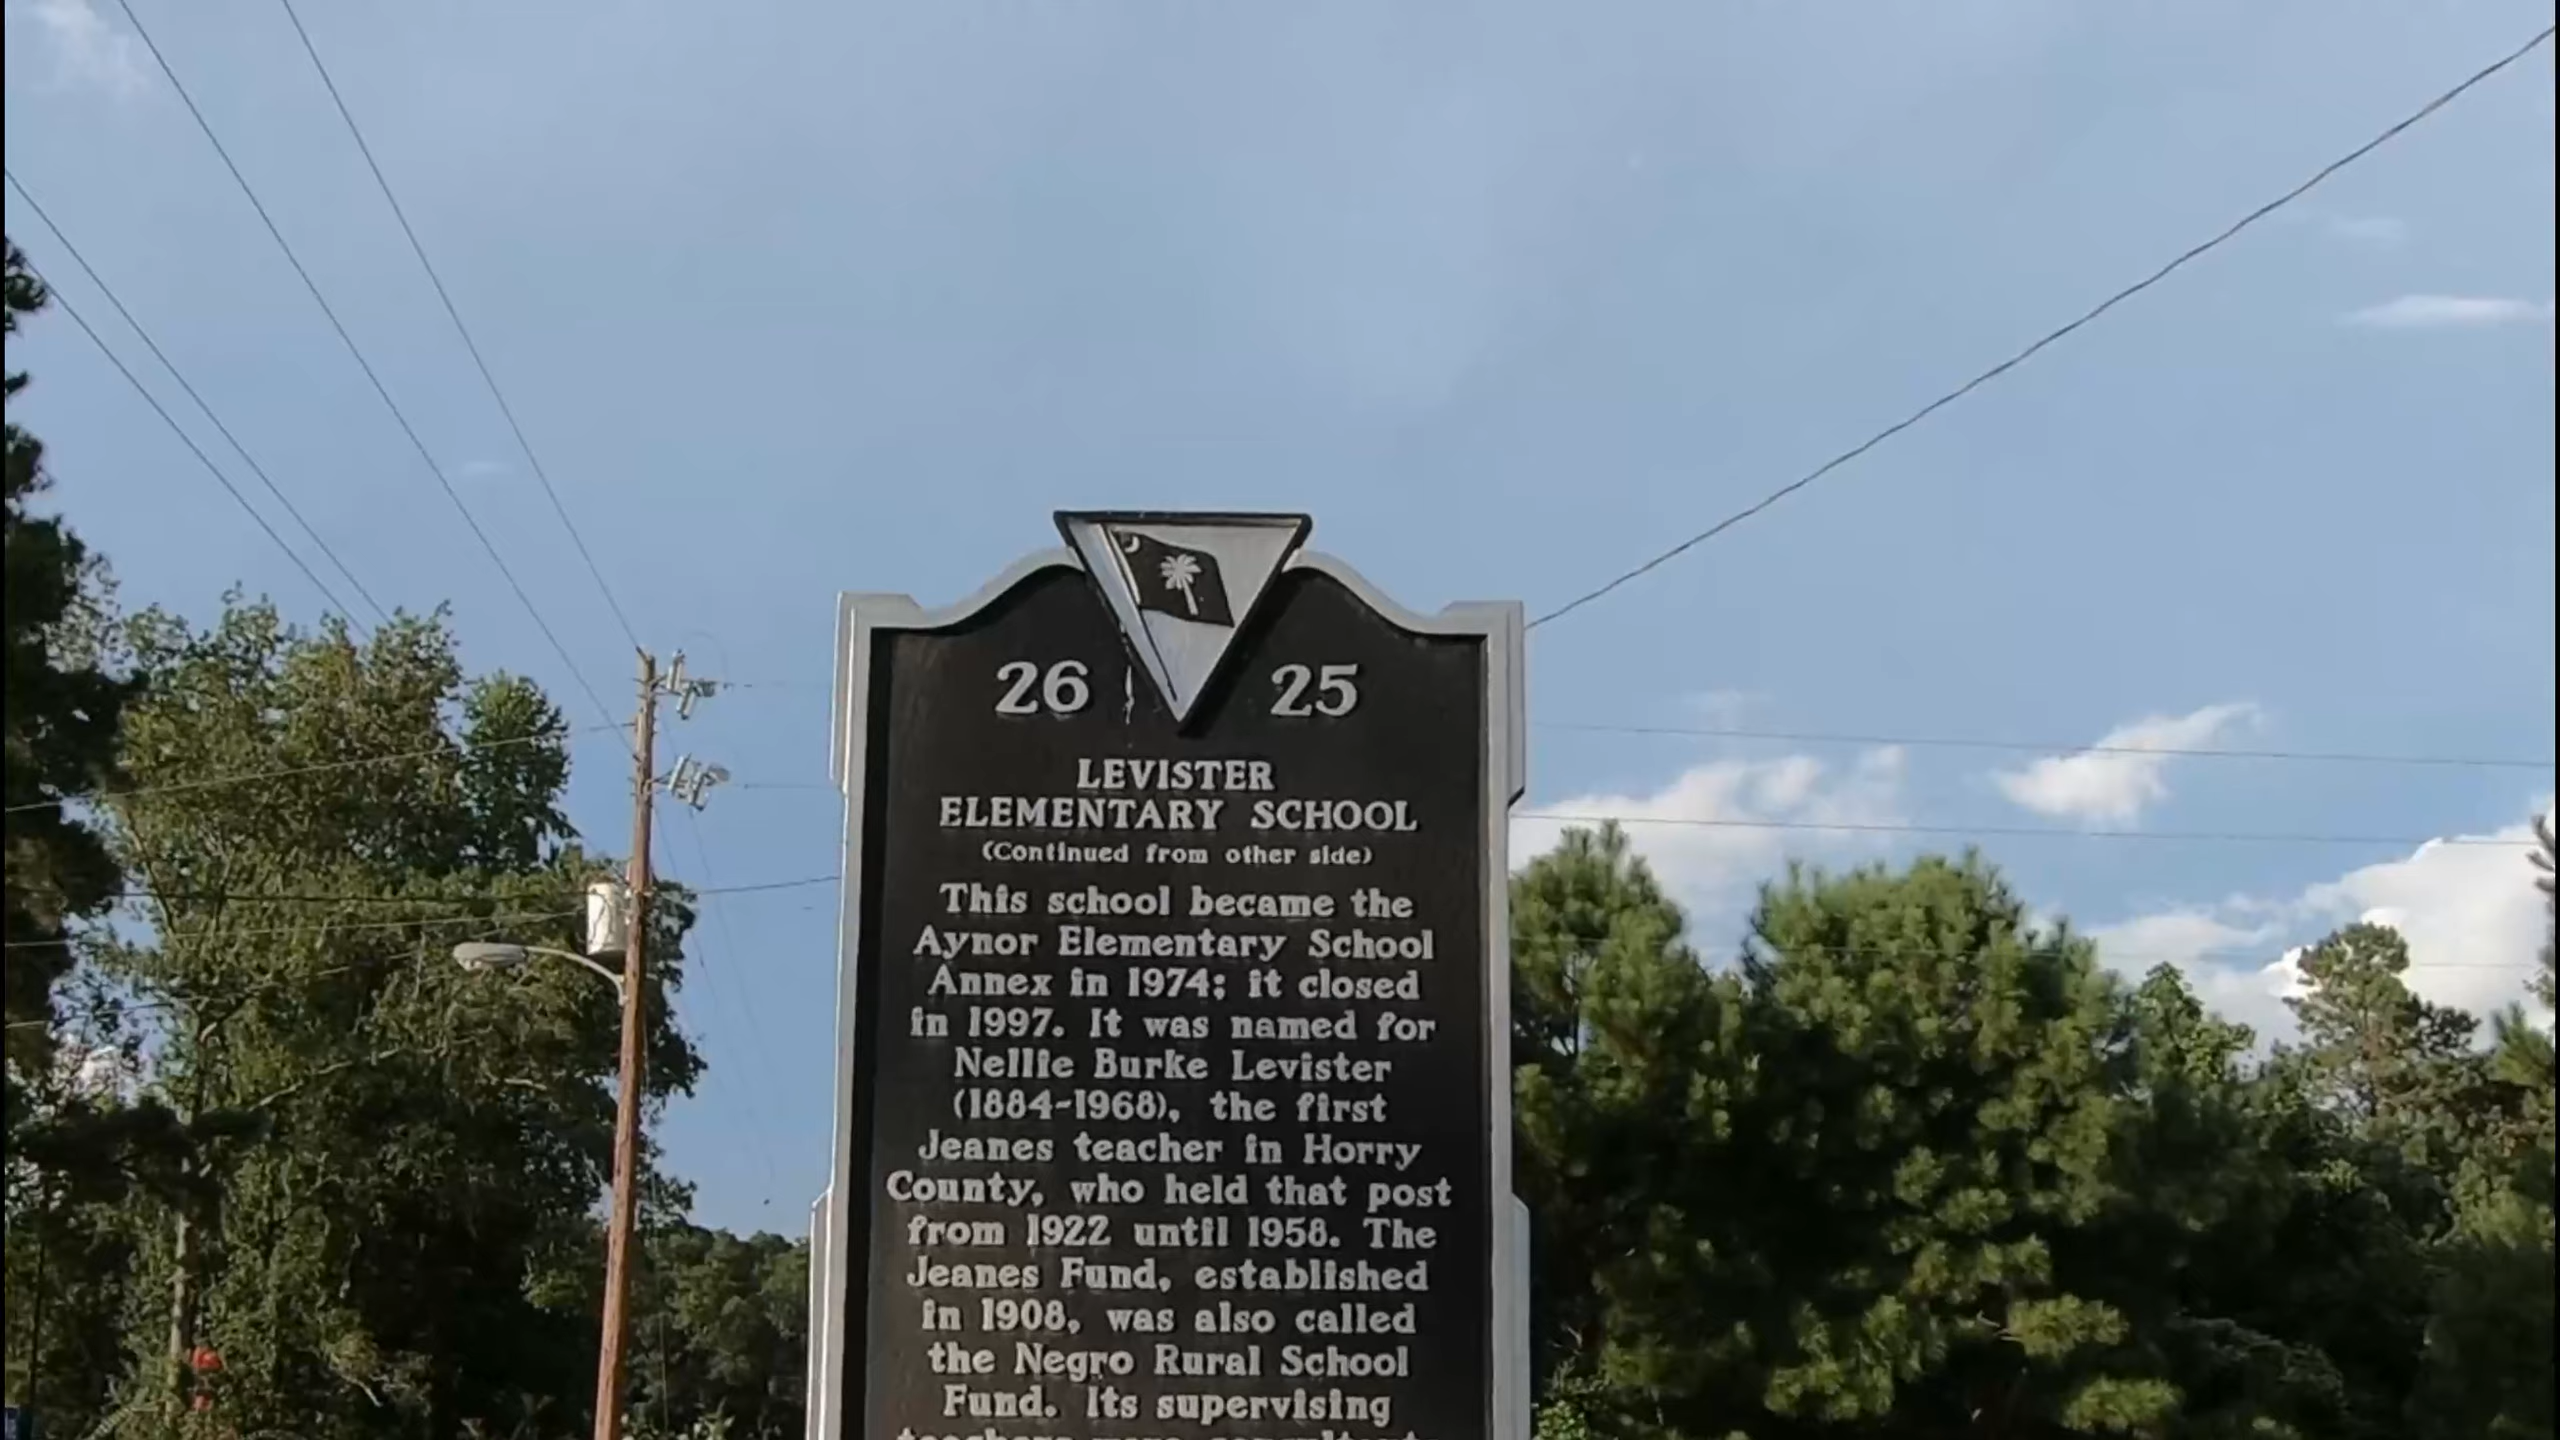 26 25
LEVISTER
ELEMENTARY SCHOOL
(Continued from other side)
This school became the
Aynor Elementary School
Annex in 1974; it closed
in 1997. It was named for
Nellie Burke Levister
(1884-1968), the first
Jeanes teacher in Horry
County, who held that post
from 1922 until 1958. The
Jeanes Fund, established
in 1908, was also called
the Negro Rural School
Fund. Its supervising
teachers were consultants